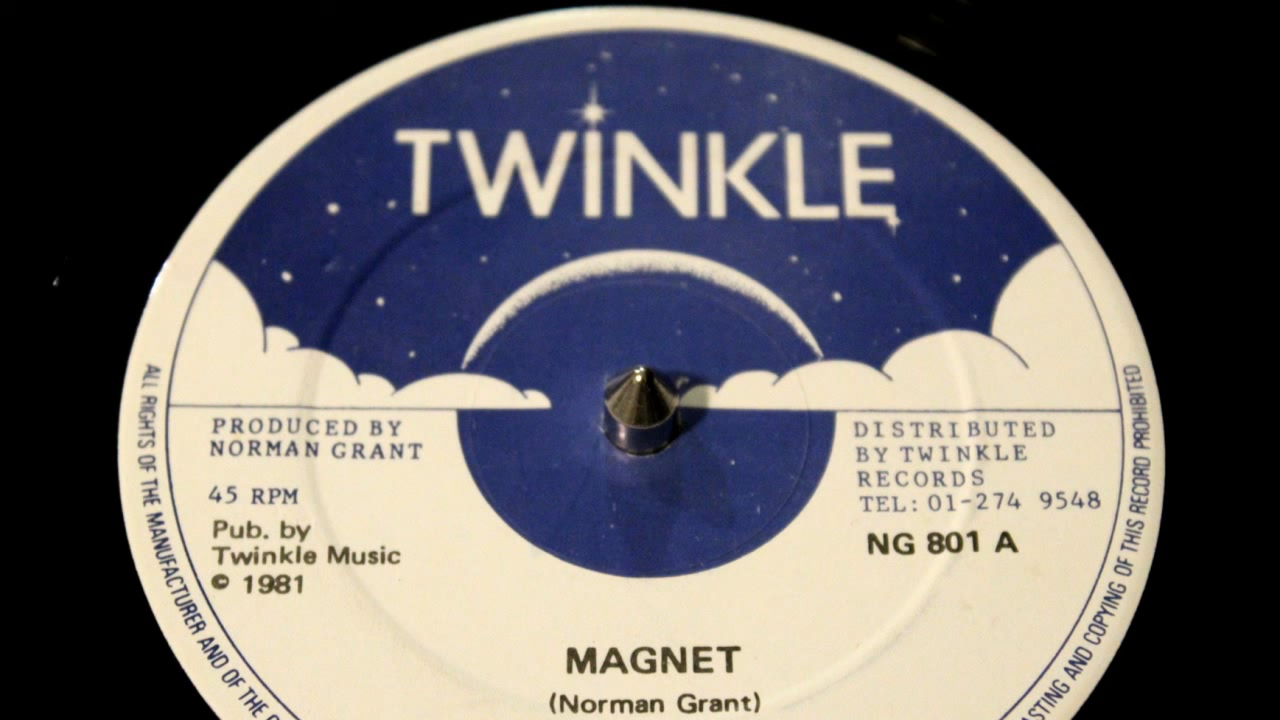 TWINKLE
PRODUCED BY
NORMAN GRANT
45 RPM
Pub. by
Twinkle Music
© 1981
DISTRIBUTED
BY TWINKLE
RECORDS
TEL: 01-274 9548
NG 801 A
MAGNET
(Norman Grant)
ALL RIGHTS OF THE MANUFACTURER AND OF THE
AND COPYING OF THIS RECORD PROHIBITED